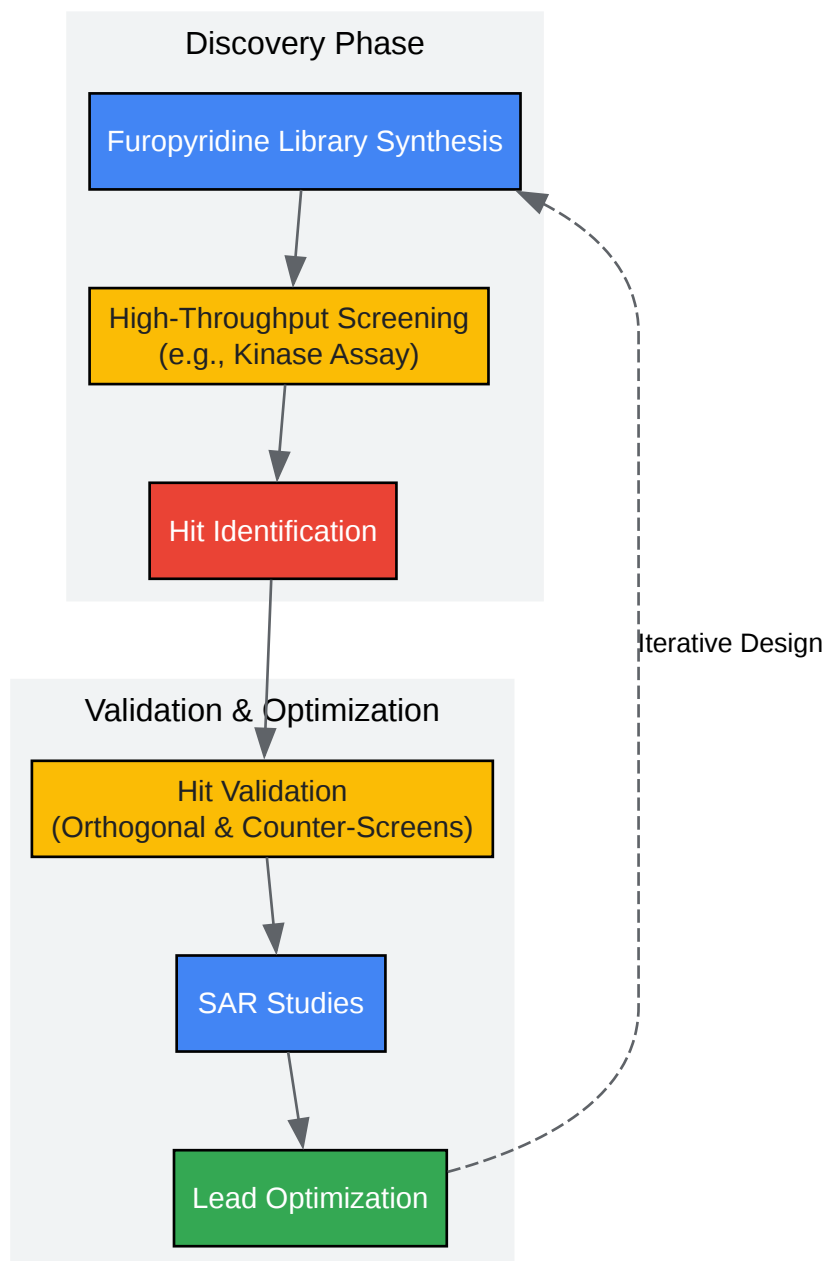 Discovery Phase
Furopyridine Library Synthesis
High-Throughput Screening
(e.g., Kinase Assay)
Hit Identification
Iterative Design
Validation & Optimization
Hit Validation
(Orthogonal & Counter-Screens)
SAR Studies
Lead Optimization